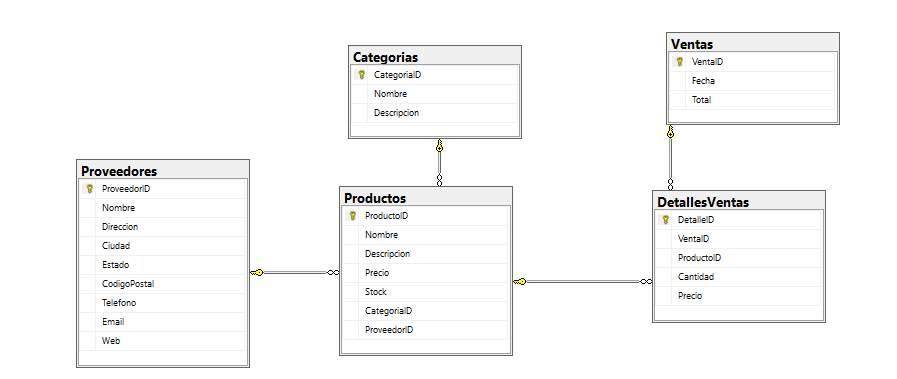 Categorias
CategoriaID
Nombre
Descripcion
Ventas
VentaID
Fecha
Total
Proveedores
ProveedorID
Nombre
Direccion
Ciudad
Estado
CodigoPostal
Telefono
Email
Web
Productos
ProductoID
Nombre
Descripcion
Precio
Stock
CategoriaID
ProveedorID
DetallesVentas
DetalleID
VentaID
ProductoID
Cantidad
Precio